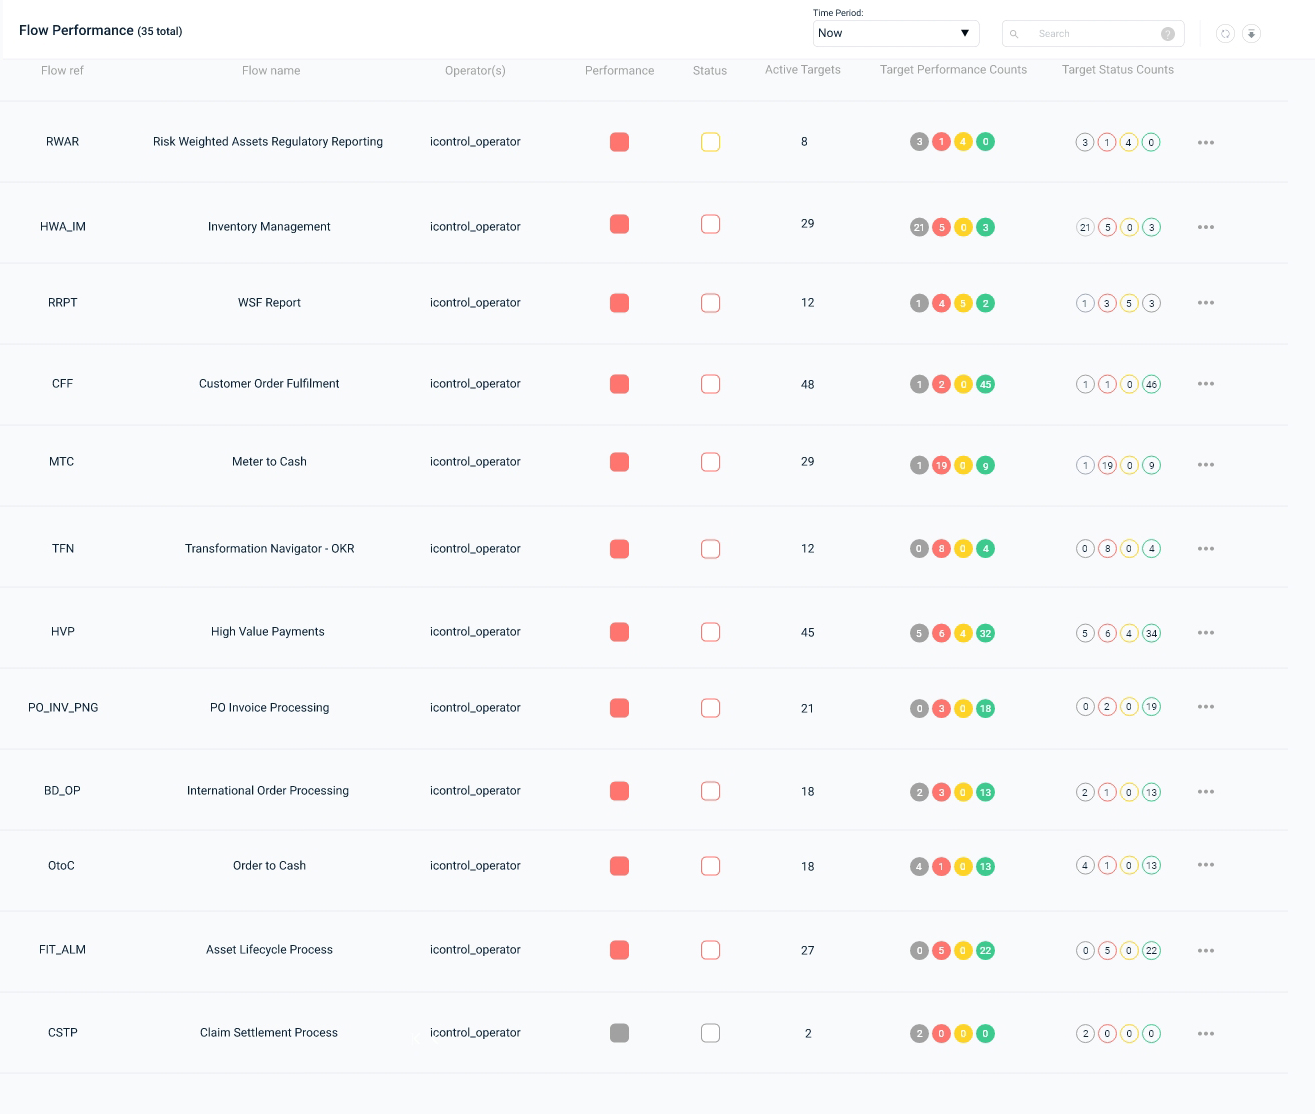 Flow Performance (35 total)
Time Period:
Now
Search
?
Flow ref Flow name Operator(s) Performance Status Active Targets Target Performance Counts Target Status Counts
RWAR Risk Weighted Assets Regulatory Reporting icontrol_operator 8 3 1 4 0 3 1 4 0
HWA_IM Inventory Management icontrol_operator 29 21 5 0 3 21 5 0 3
RRPT WSF Report icontrol_operator 12 1 4 5 2 1 3 5 3
CFF Customer Order Fulfilment icontrol_operator 48 1 2 0 45 1 1 0 46
MTC Meter to Cash icontrol_operator 29 1 19 0 9 1 19 0 9
TFN Transformation Navigator - OKR icontrol_operator 12 0 8 0 4 0 8 0 4
HVP High Value Payments icontrol_operator 45 5 6 4 32 5 6 4 34
PO_INV_PNG PO Invoice Processing icontrol_operator 21 0 3 0 18 0 2 0 19
BD_OP International Order Processing icontrol_operator 18 2 3 0 13 2 1 0 13
OtoC Order to Cash icontrol_operator 18 4 1 0 13 4 1 0 13
FIT_ALM Asset Lifecycle Process icontrol_operator 27 0 5 0 22 0 5 0 22
CSTP Claim Settlement Process icontrol_operator 2 2 0 0 0 2 0 0 0